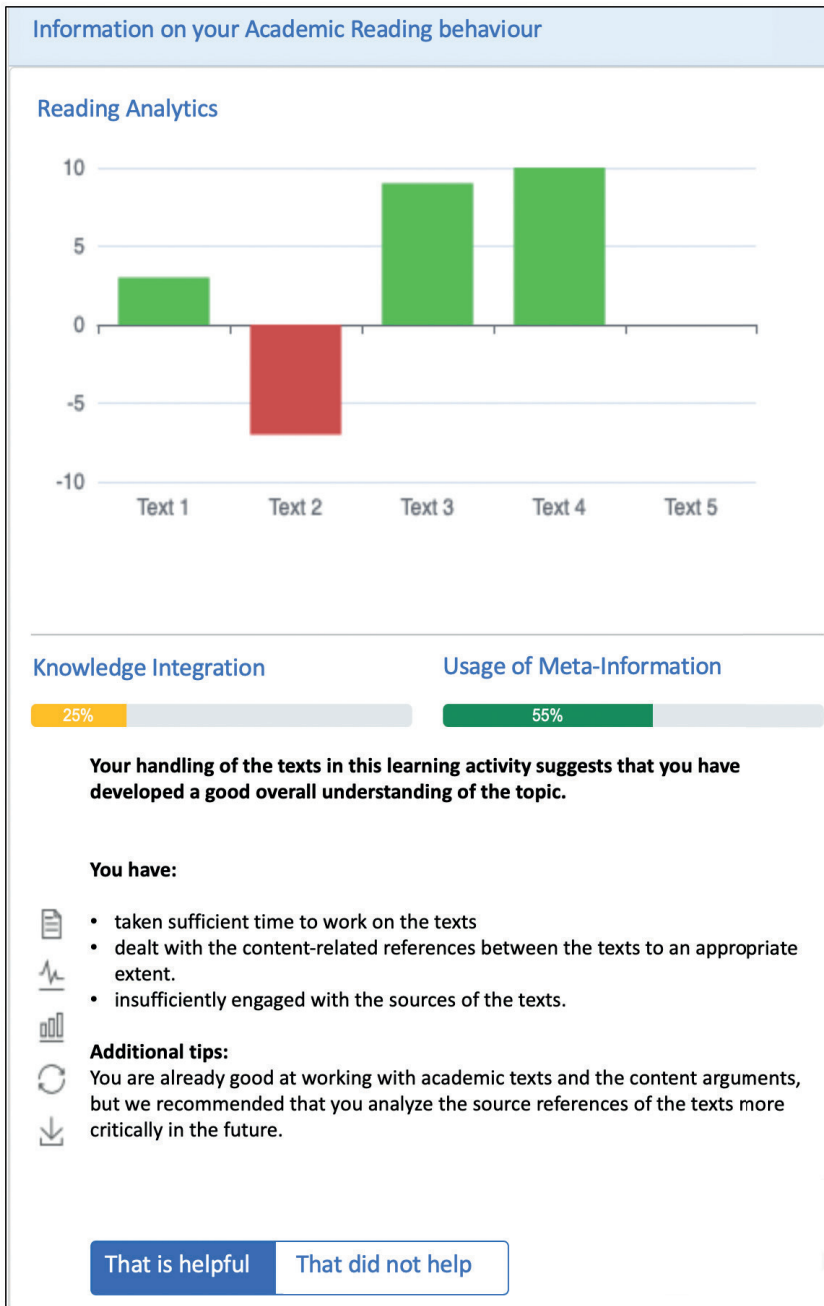 Information on your Academic Reading behaviour
Reading Analytics
10
5
0
-5
-10
Text 1 Text 2 Text 3 Text 4 Text 5
Knowledge Integration
Usage of Meta-Information
25%
55%
Your handling of the texts in this learning activity suggests that you have
developed a good overall understanding of the topic.
You have:
• taken sufficient time to work on the texts
• dealt with the content-related references between the texts to an appropriate
extent.
• insufficiently engaged with the sources of the texts.
Additional tips:
You are already good at working with academic texts and the content arguments,
but we recommended that you analyze the source references of the texts more
critically in the future.
That is helpful
That did not help